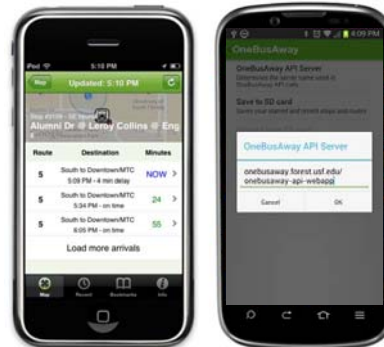 iPod
5:10 PM
Map
Updated: 5:10 PM
Alumni Dr @ Leroy Collins @ Eng
Route Destination Minutes
5 South to Downtown/MTC NOW
5:09 PM - 4 min delay
5 South to Downtown/MTC 24
5:34 PM - on time
5 South to Downtown/MTC 55
6:05 PM - on time
Load more arrivals
Map Recent Bookmarks Info
4:09 PM
OneBusAway
OneBusAway API Server
Save to SD card
OneBusAway API Server
onebusaway.forest.usf.edu/
onebusaway-api-webapp
Cancel OK